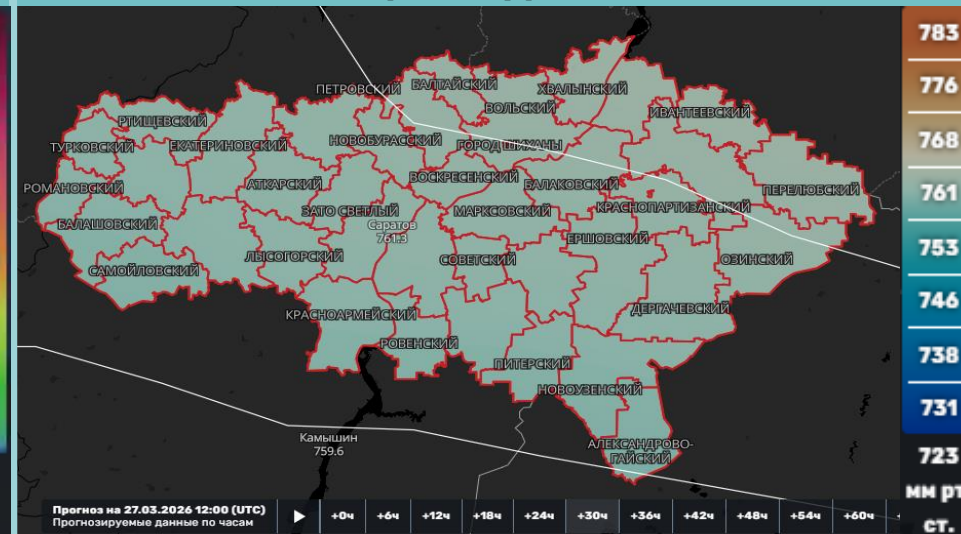 783
776
768
761
753
746
738
731
723
мм рт
ст.
ПЕТРОВСКИЙ
БАЛТАЙСКИЙ
ХВАЛЫНСКИЙ
ВОЛЬСКИЙ
ИВАНТЕЕВСКИЙ
РТИЩЕВСКИЙ
ТУРКОВСКИЙ
ЕКАТЕРИНОВСКИЙ
НОВОБУРАССКИЙ
ГОРОД ШИХАНЫ
РОМАНОВСКИЙ
АТКАРСКИЙ
ВОСКРЕСЕНСКИЙ
БАЛАКОВСКИЙ
ПЕРЕЛЮБСКИЙ
БАЛАШОВСКИЙ
ЗАТО СВЕТЛЫЙ
МАРКСОВСКИЙ
КРАСНОПАРТИЗАНСКИЙ
Саратов
761.3
ЕРШОВСКИЙ
САМОЙЛОВСКИЙ
ЛЫСОГОРСКИЙ
СОВЕТСКИЙ
ОЗИНСКИЙ
КРАСНОАРМЕЙСКИЙ
ДЕРГАЧЕВСКИЙ
РОВЕНСКИЙ
ПИТЕРСКИЙ
НОВОУЗЕНСКИЙ
Камышин
759.6
АЛЕКСАНДРОВО-
ГАЙСКИЙ
Прогноз на 27.03.2026 12:00 (UTC)
Прогнозируемые данные по часам
+0ч +6ч +12ч +18ч +24ч +30ч +36ч +42ч +48ч +54ч +60ч